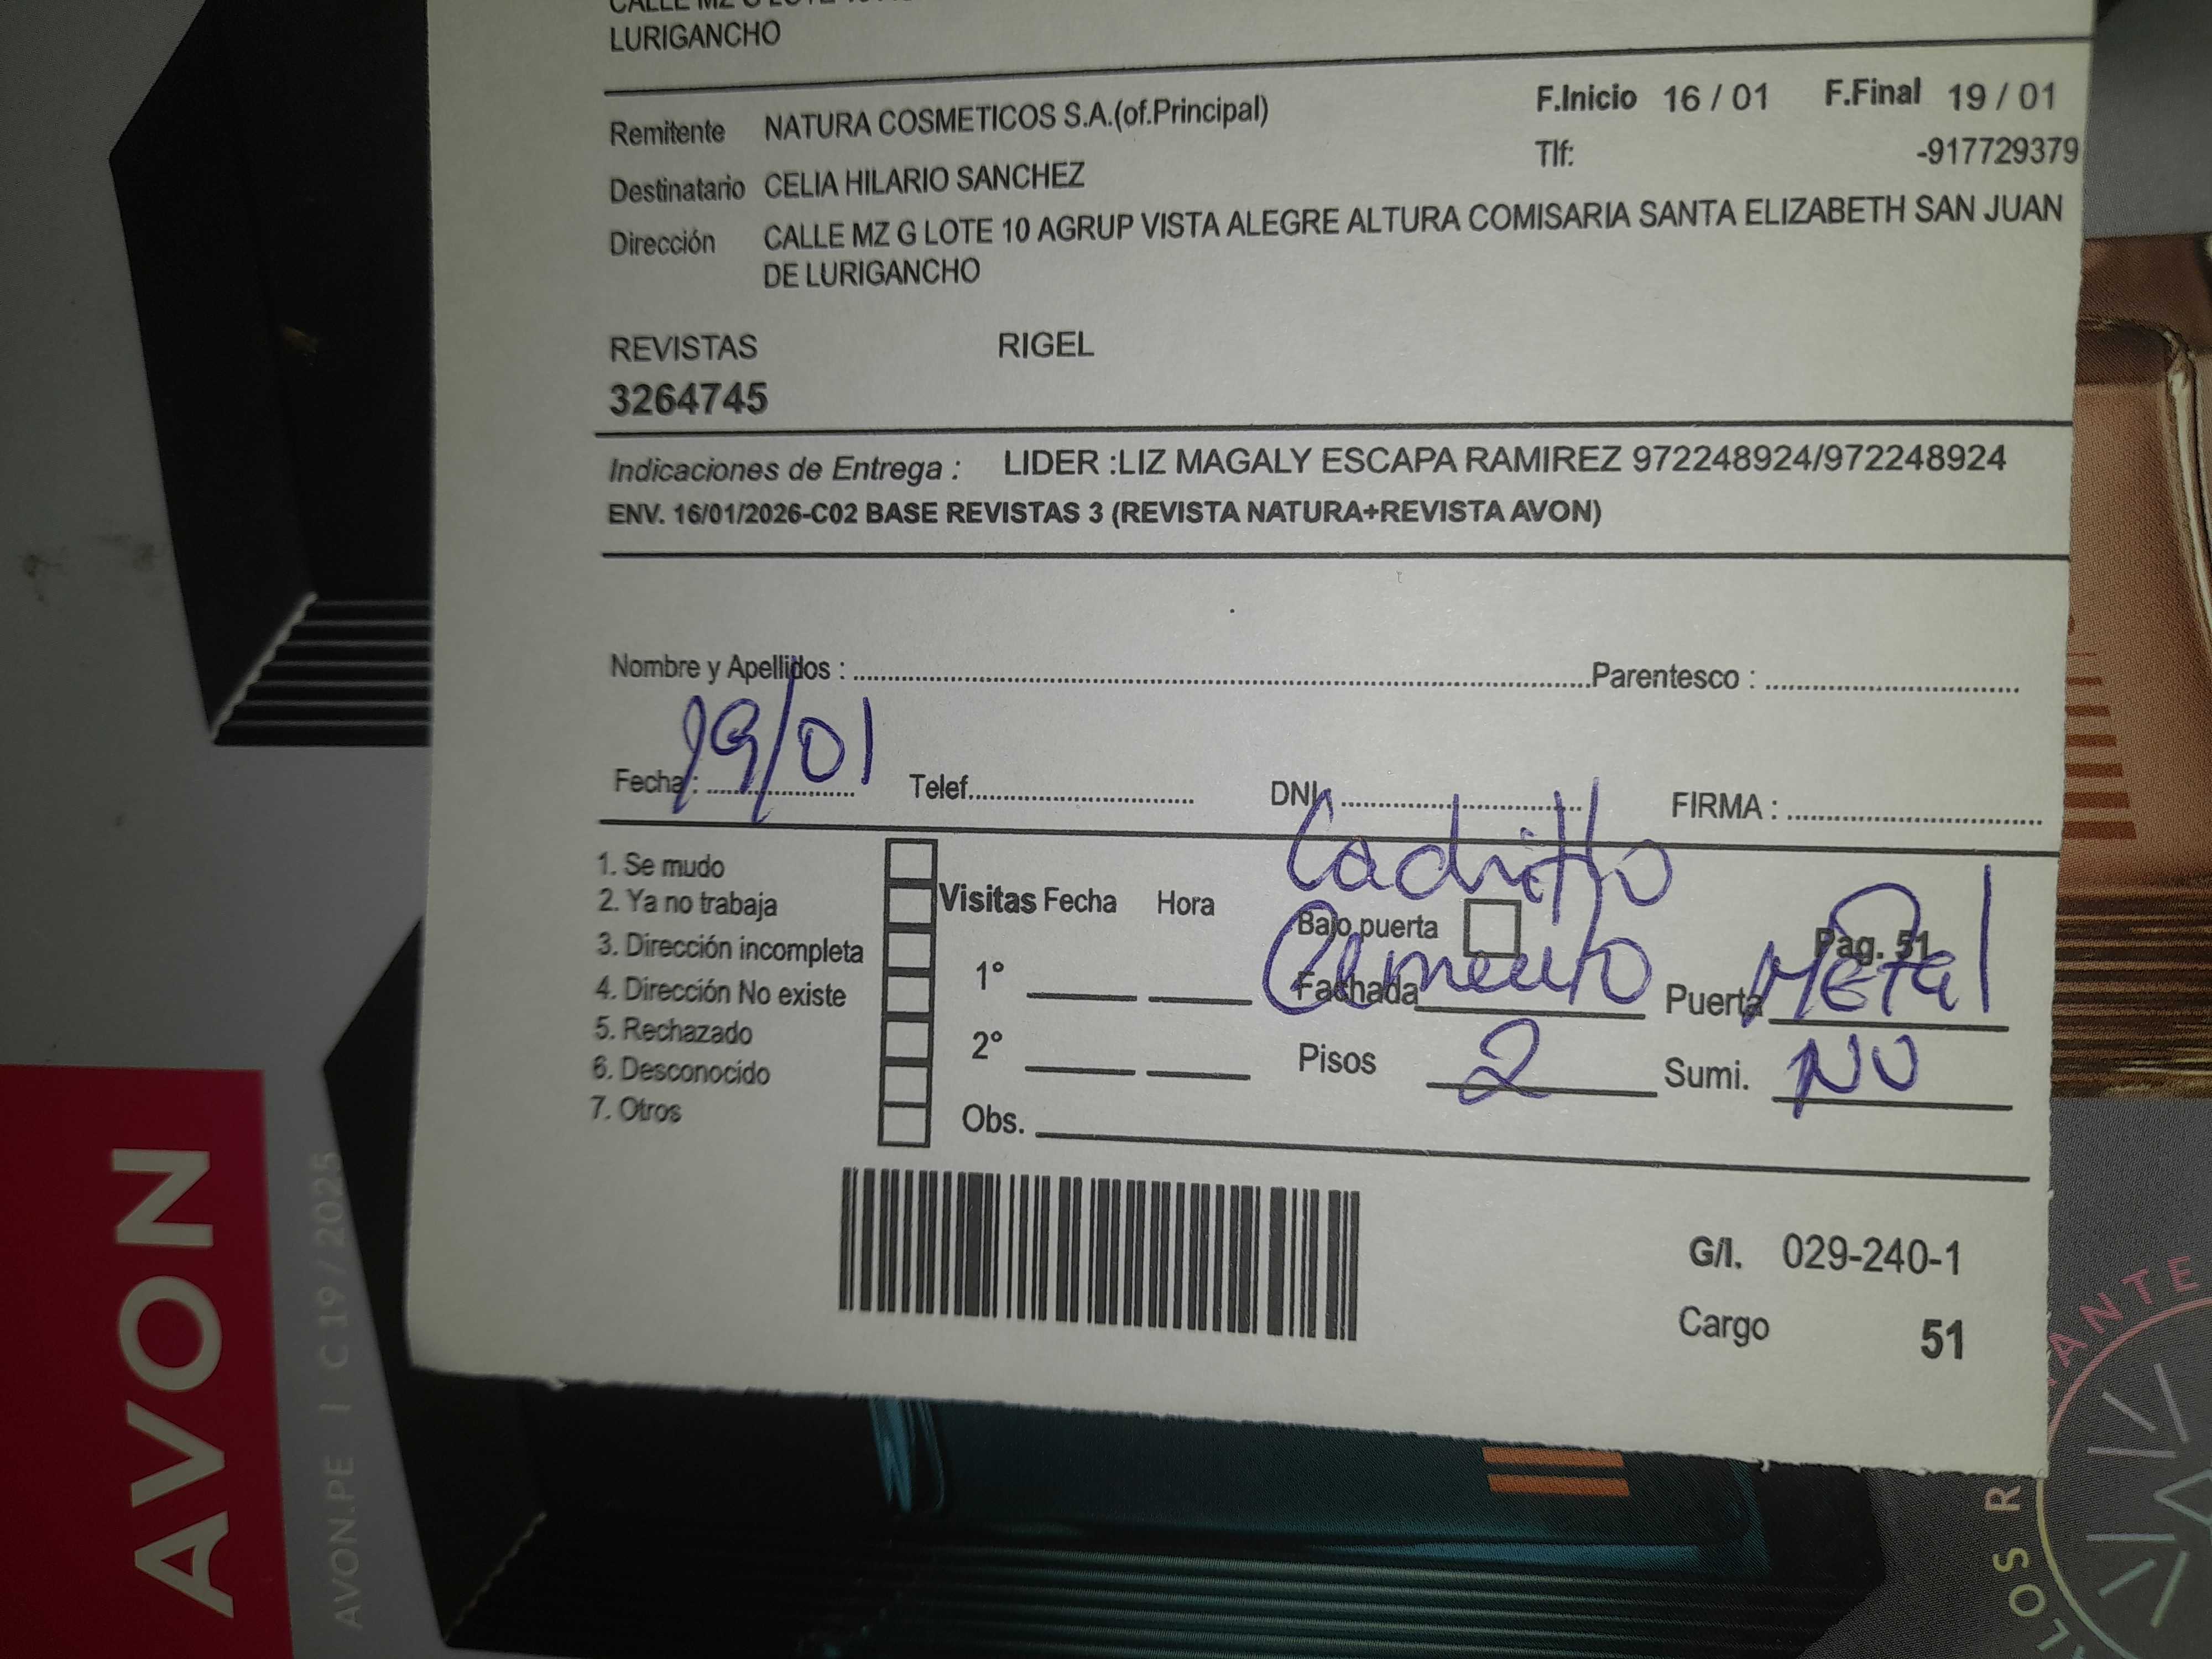 LURIGANCHO
F.Inicio 16 / 01 F.Final 19 / 01
Remitente NATURA COSMETICOS S.A.(of.Principal)
Tlf: -917729379
Destinatario CELIA HILARIO SANCHEZ
Dirección CALLE MZ G LOTE 10 AGRUP VISTA ALEGRE ALTURA COMISARIA SANTA ELIZABETH SAN JUAN
DE LURIGANCHO
REVISTAS RIGEL
3264745
Indicaciones de Entrega : LIDER :LIZ MAGALY ESCAPA RAMIREZ 972248924/972248924
ENV. 16/01/2026-C02 BASE REVISTAS 3 (REVISTA NATURA+REVISTA AVON)
Nombre y Apellidos : Parentesco :
Fecha : 19/01 Telef. DNI. FIRMA :
1. Se mudo
2. Ya no trabaja
3. Dirección incompleta
4. Dirección No existe
5. Rechazado
6. Desconocido
7. Otros
Visitas Fecha Hora
1°
2°
Obs.
Bajo puerta Pag. 51
Fachada Cemento Puerta Metal
Pisos 2 Sumi. NO
G/I. 029-240-1
Cargo 51
AVON
AVON.PE | C 19 / 2025